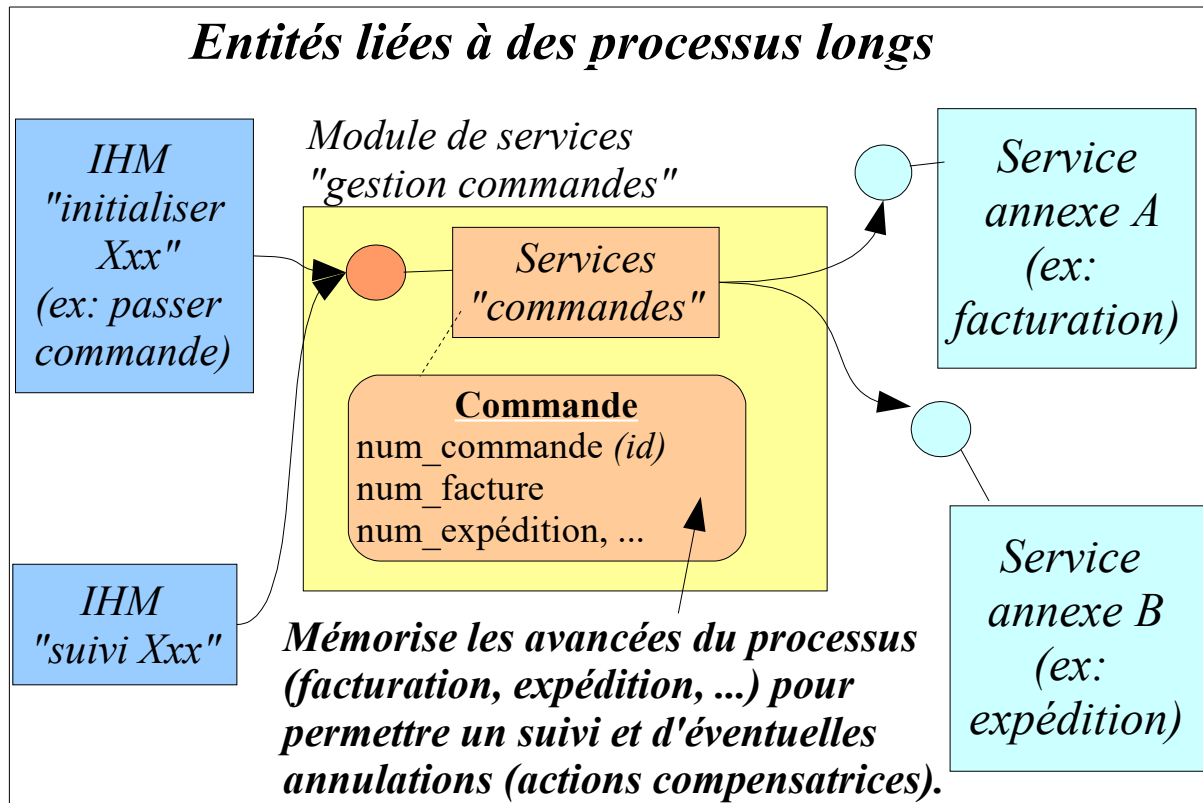 Entités liées à des processus longs
IHM
"initialiser
Xxx"
(ex: passer
commande)
IHM
"suivi Xxx"
Module de services
"gestion commandes"
Services
"commandes"
Commande
num_commande (id)
num_facture
num_expédition, ...
Mémorise les avancées du processus
(facturation, expédition, ...) pour
permettre un suivi et d'éventuelles
annulations (actions compensatrices).
Service
annexe A
(ex:
facturation)
Service
annexe B
(ex:
expédition)